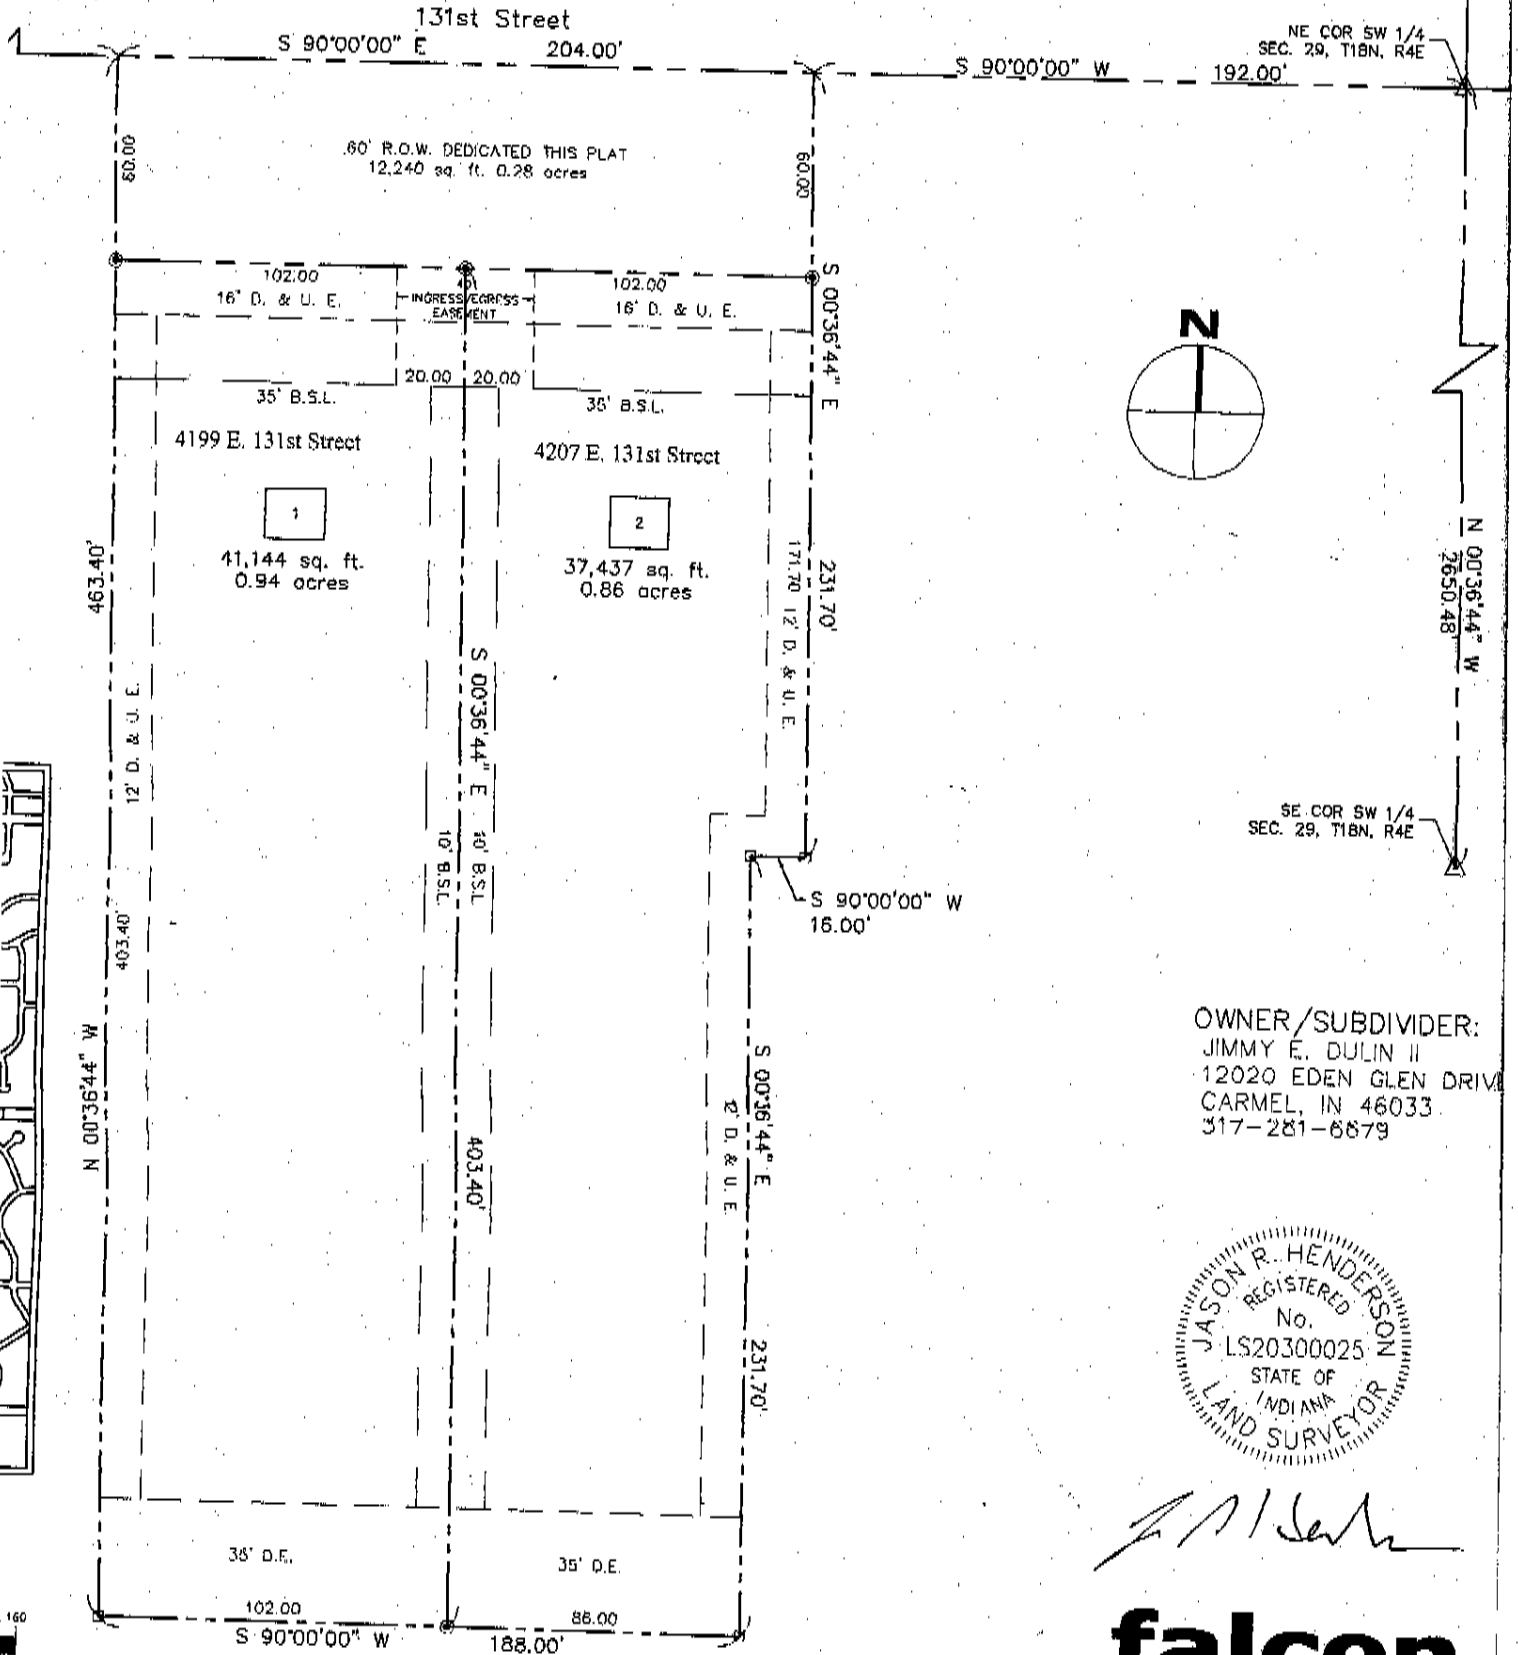 131st Street
S 90°00'00" E 204.00'
NE COR SW 1/4
SEC. 29, T18N, R4E
S 90°00'00" W 192.00'
60.00
60' R.O.W. DEDICATED THIS PLAT
12,240 sq. ft. 0.28 acres
60.00
102.00
16' D. & U. E.
INGRESS/EGRESS
EASEMENT
102.00
16' D. & U. E.
S 00°36'44" E
N
20.00 20.00
35' B.S.L.
35' B.S.L.
4199 E. 131st Street
4207 E. 131st Street
1
2
41,144 sq. ft.
0.94 acres
37,437 sq. ft.
0.86 acres
463.40'
171.70 12' D. & U. E.
231.70'
N 00°36'44" W
2650.48'
12' D. & U. E.
S 00°36'44" E
10' B.S.L.
10' B.S.L.
SE COR SW 1/4
SEC. 29, T18N, R4E
S 90°00'00" W
16.00'
403.40'
N 00°36'44" W
S 00°36'44" E
12' D. & U. E.
403.40'
231.70'
OWNER/SUBDIVIDER:
JIMMY E. DULIN II
12020 EDEN GLEN DRIVE
CARMEL, IN 46033
317-281-6679
JASON R. HENDERSON
REGISTERED
No.
LS20300025
STATE OF
INDIANA
LAND SURVEYOR
35' D.E.
35' D.E.
102.00
86.00
S 90°00'00" W 188.00'
160
falcon